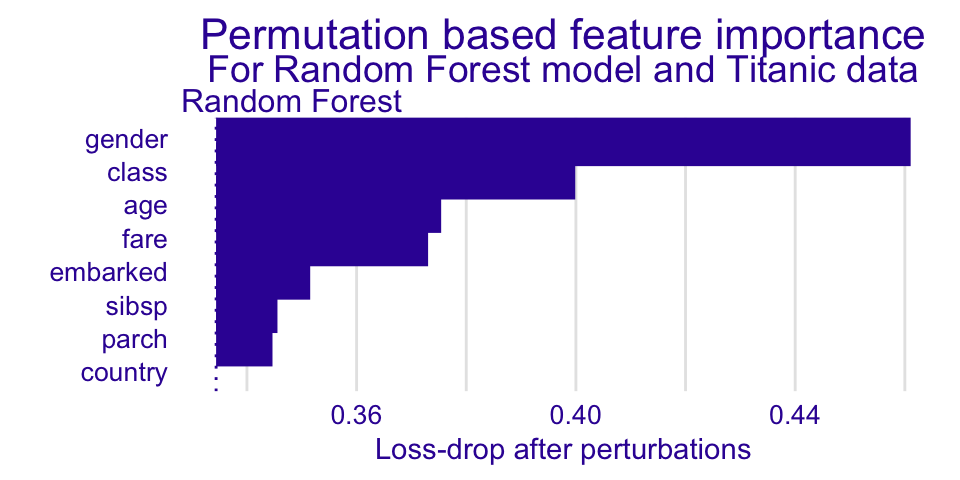 Permutation based feature importance
For Random Forest model and Titanic data
Random Forest
gender
class
age
fare
embarked
sibsp
parch
country
0.36 0.40 0.44
Loss-drop after perturbations